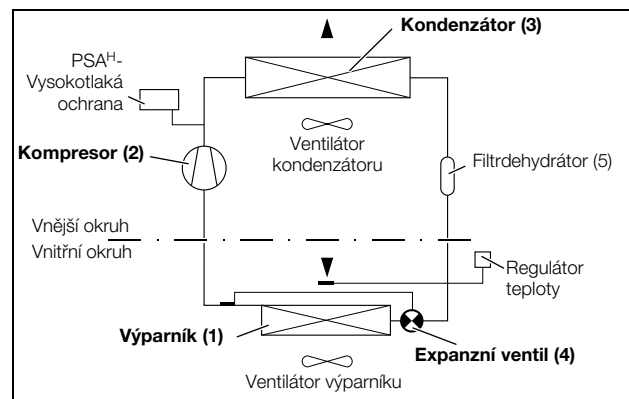 Kondenzátor (3)
PSAᴴ-
Vysokotlaká
ochrana
Ventilátor
kondenzátoru
Kompresor (2)
Filtrdehydrátor (5)
Vnější okruh
Vnitřní okruh
Regulátor
teploty
Výparník (1)
Expanzní ventil (4)
Ventilátor výparníku